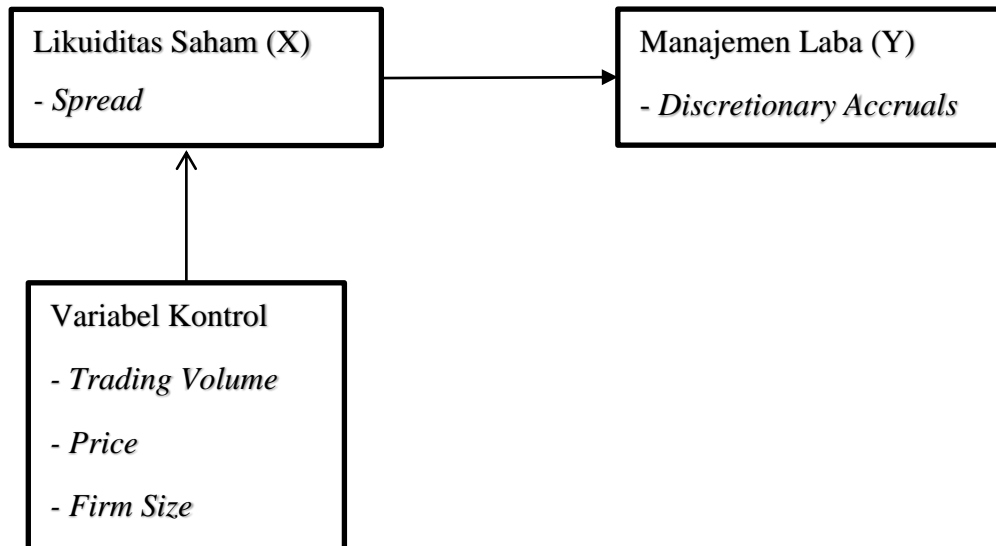 Likuiditas Saham (X)
- Spread
Manajemen Laba (Y)
- Discretionary Accruals
Variabel Kontrol
- Trading Volume
- Price
- Firm Size